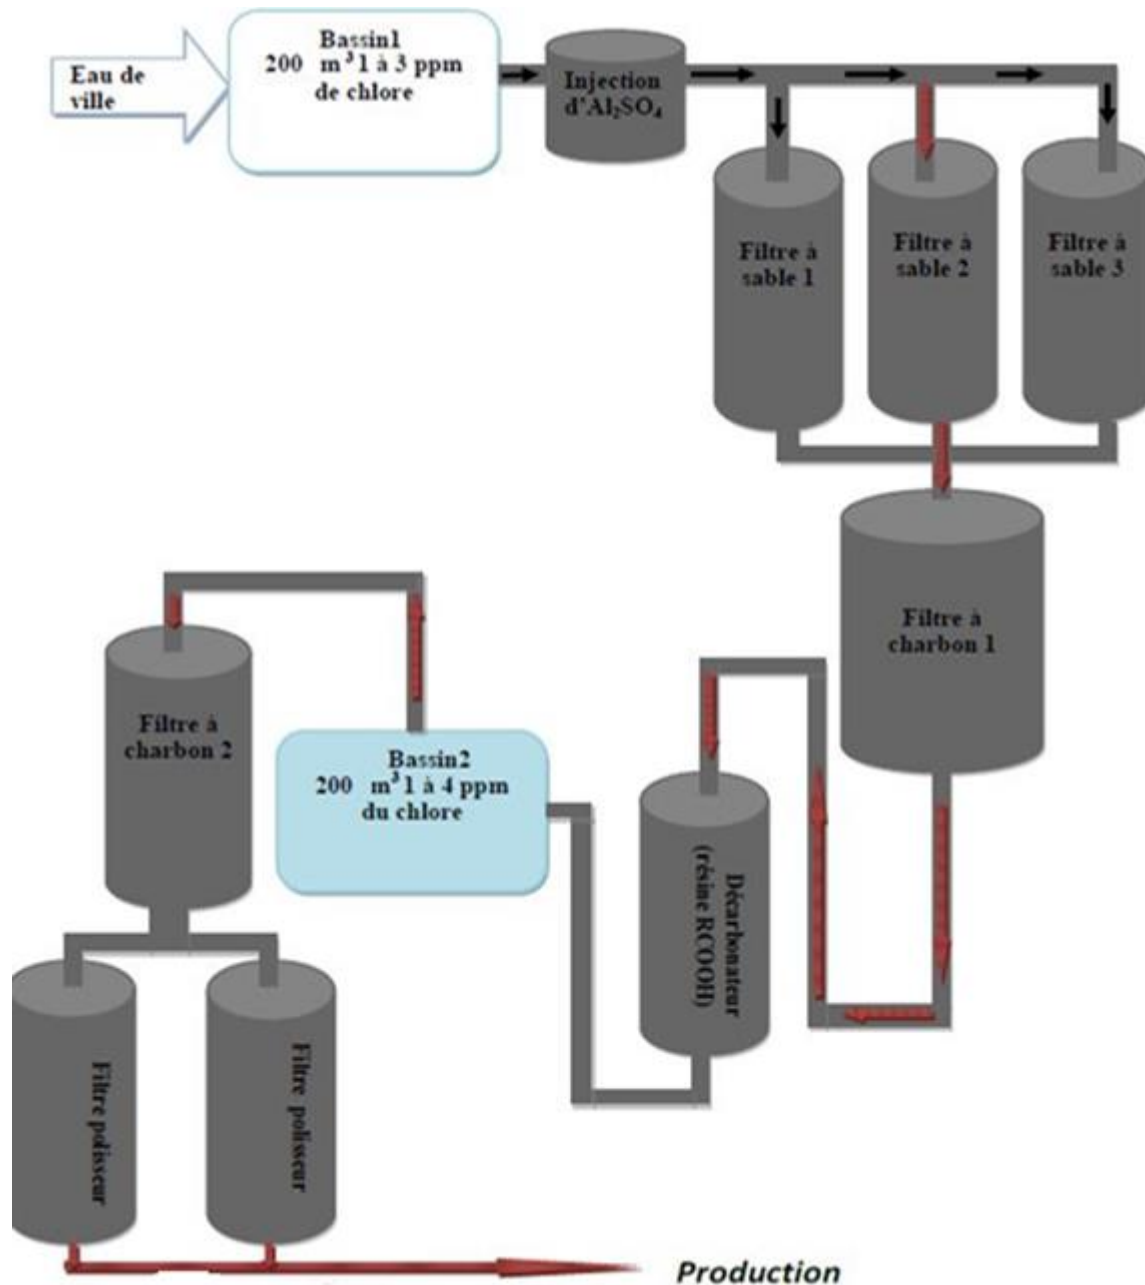 Eau de
ville
Bassin1
200 m³ l à 3 ppm
de chlore
Injection
d'Al₂SO₄
Filtre à
sable 1
Filtre à
sable 2
Filtre à
sable 3
Filtre à
charbon 1
Décarbonateur
(résine RCOOH)
Bassin2
200 m³ l à 4 ppm
du chlore
Filtre à
charbon 2
Filtre polisseur
Filtre polisseur
Production